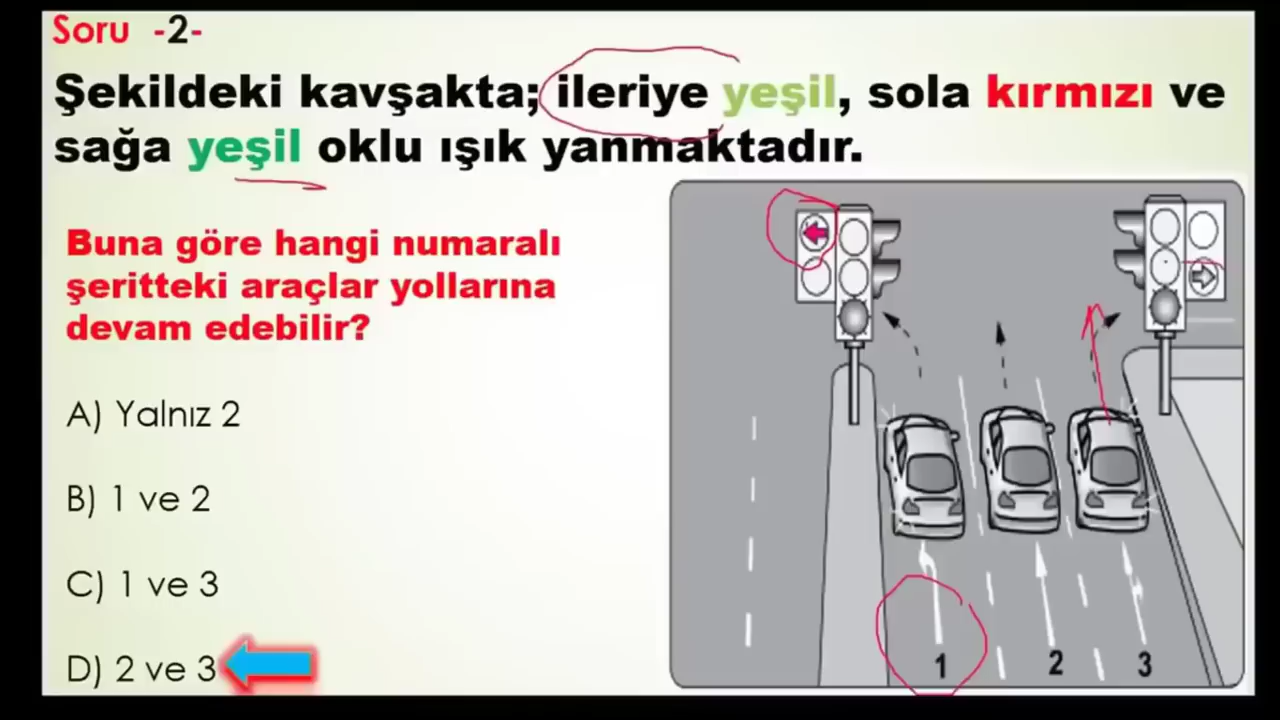 Soru -2-
Şekildeki kavşakta; ileriye yeşil, sola kırmızı ve
sağa yeşil oklu ışık yanmaktadır.
Buna göre hangi numaralı
şeritteki araçlar yollarına
devam edebilir?
A) Yalnız 2
B) 1 ve 2
C) 1 ve 3
D) 2 ve 3
1 2 3